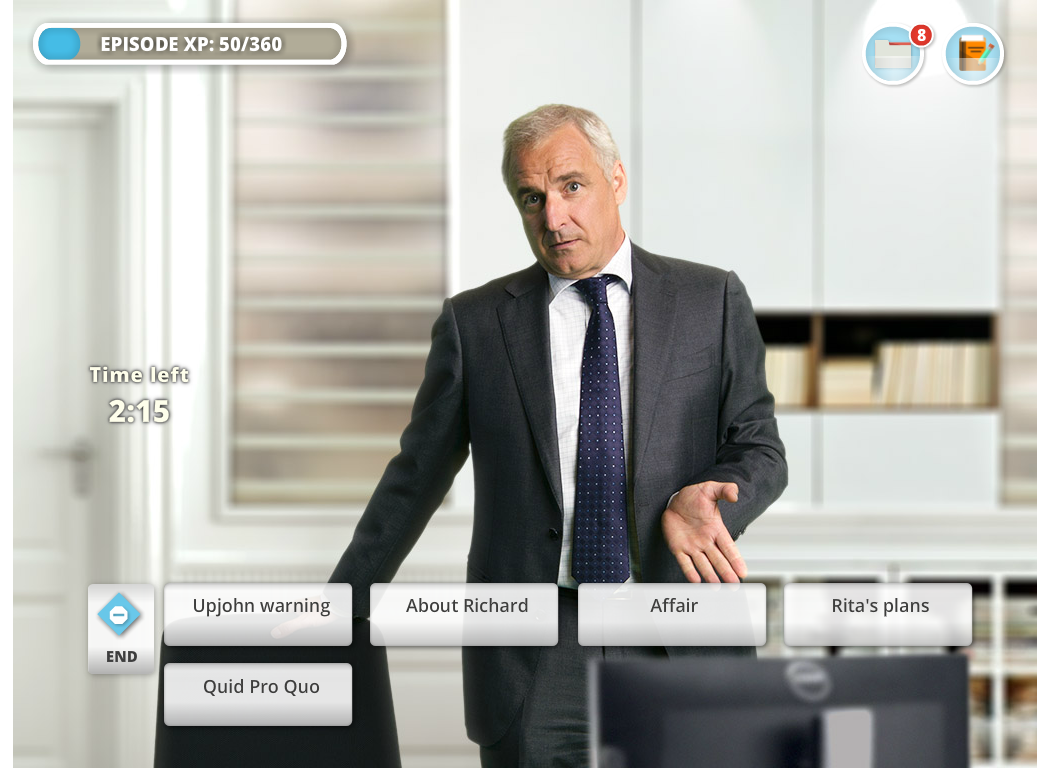 EPISODE XP: 50/360
8
Time left
2:15
Upjohn warning
About Richard
Affair
Rita's plans
END
Quid Pro Quo